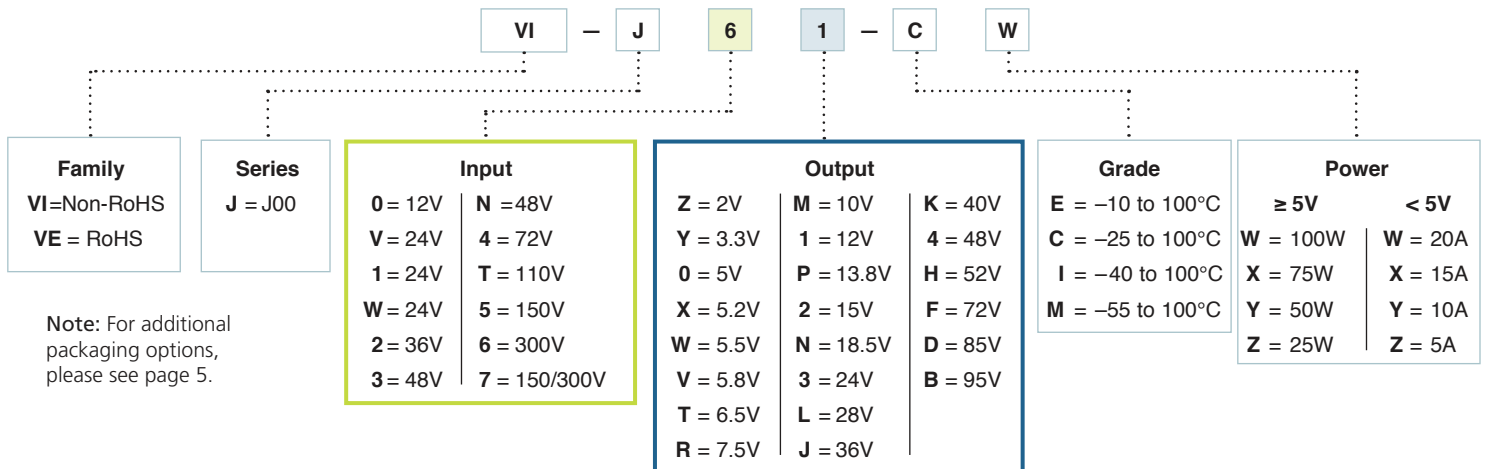 VI – J 6 1 – C W
Family
VI=Non-RoHS
VE = RoHS
Series
J = J00
Input
0 = 12V N =48V
V = 24V 4 = 72V
1 = 24V T = 110V
W = 24V 5 = 150V
2 = 36V 6 = 300V
3 = 48V 7 = 150/300V
Output
Z = 2V M = 10V K = 40V
Y = 3.3V 1 = 12V 4 = 48V
0 = 5V P = 13.8V H = 52V
X = 5.2V 2 = 15V F = 72V
W = 5.5V N = 18.5V D = 85V
V = 5.8V 3 = 24V B = 95V
T = 6.5V L = 28V
R = 7.5V J = 36V
Grade
E = –10 to 100°C
C = –25 to 100°C
I = –40 to 100°C
M = –55 to 100°C
Power
≥ 5V < 5V
W = 100W W = 20A
X = 75W X = 15A
Y = 50W Y = 10A
Z = 25W Z = 5A
Note: For additional
packaging options,
please see page 5.